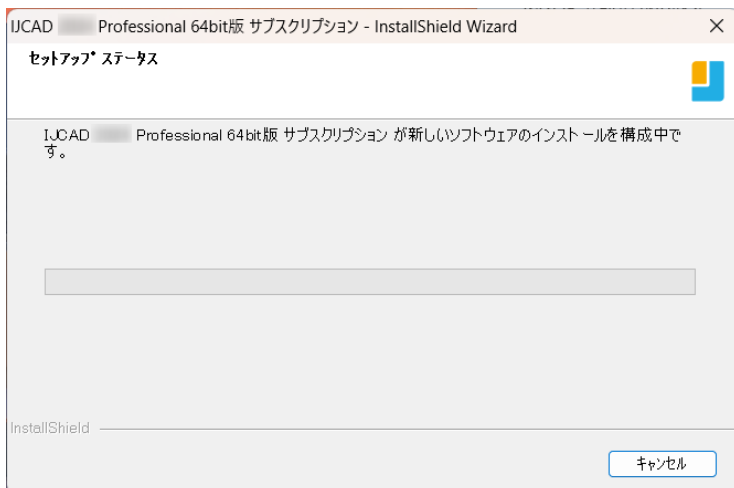 IJCAD Professional 64bit版 サブスクリプション - InstallShield Wizard
セットアップ ステータス
IJCAD Professional 64bit版 サブスクリプション が新しいソフトウェアのインストールを構成中で
す。
InstallShield
キャンセル